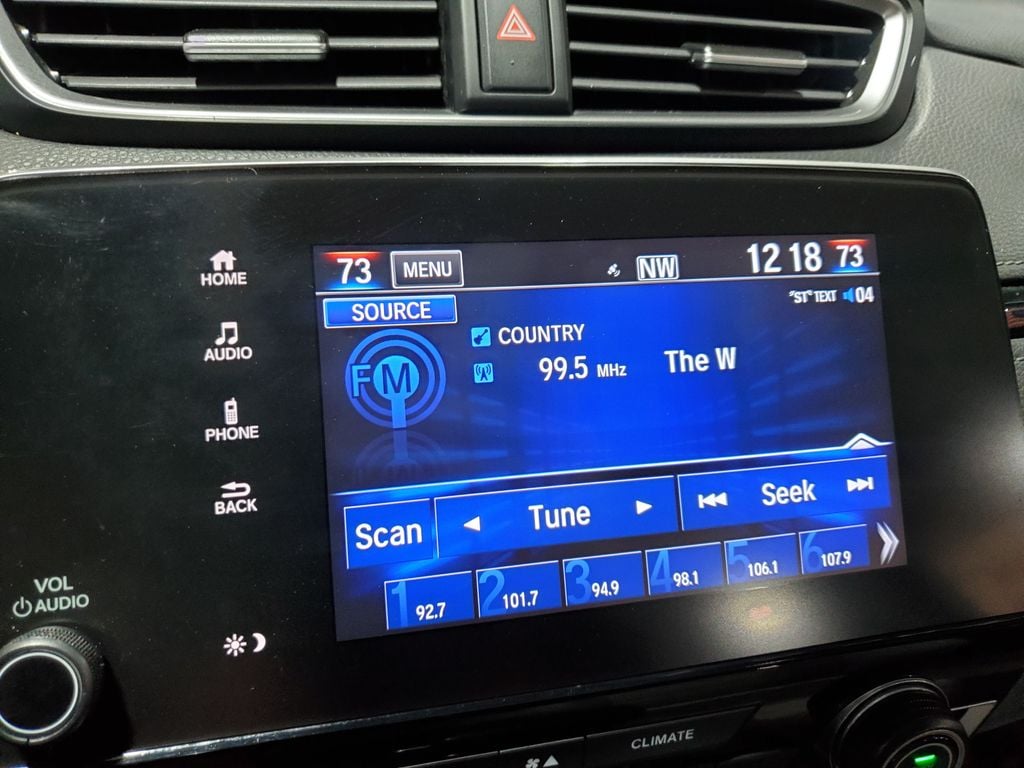 73 MENU NW 12 18 73
SOURCE "ST" TEXT 04
COUNTRY
FM 99.5 MHz The W
Scan Tune Seek
1 92.7 2 101.7 3 94.9 4 98.1 5 106.1 6 107.9
HOME
AUDIO
PHONE
BACK
VOL
AUDIO
CLIMATE